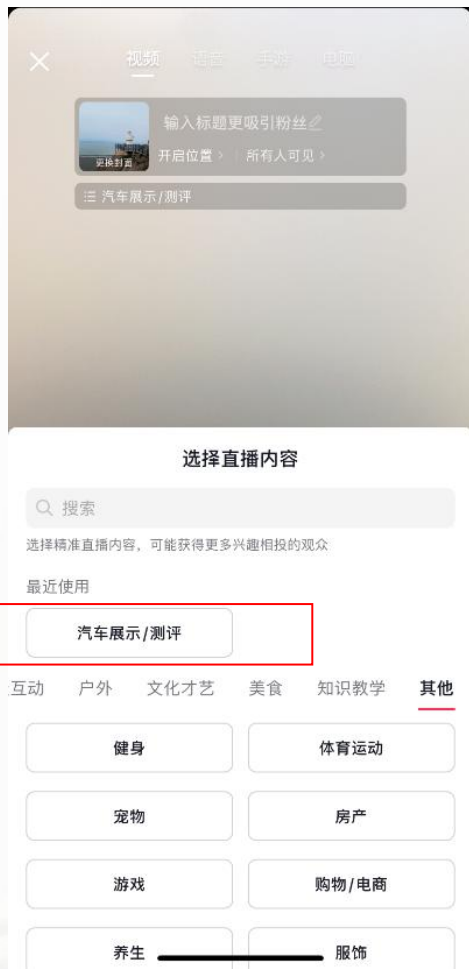 视频 语音 手游 电脑
输入标题更吸引粉丝
更换封面
开启位置 > 所有人可见 >
汽车展示/测评
选择直播内容
搜索
选择精准直播内容，可能获得更多兴趣相投的观众
最近使用
汽车展示/测评
互动 户外 文化才艺 美食 知识教学 其他
健身 体育运动
宠物 房产
游戏 购物/电商
养生 服饰